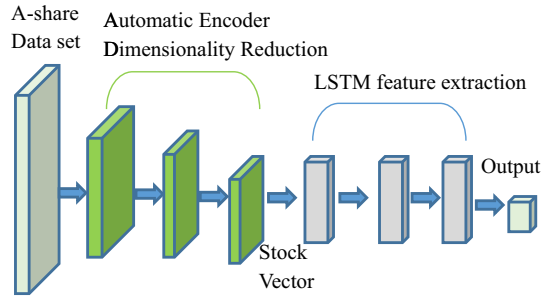 A-share
Data set
Automatic Encoder
Dimensionality Reduction
LSTM feature extraction
Output
Stock
Vector